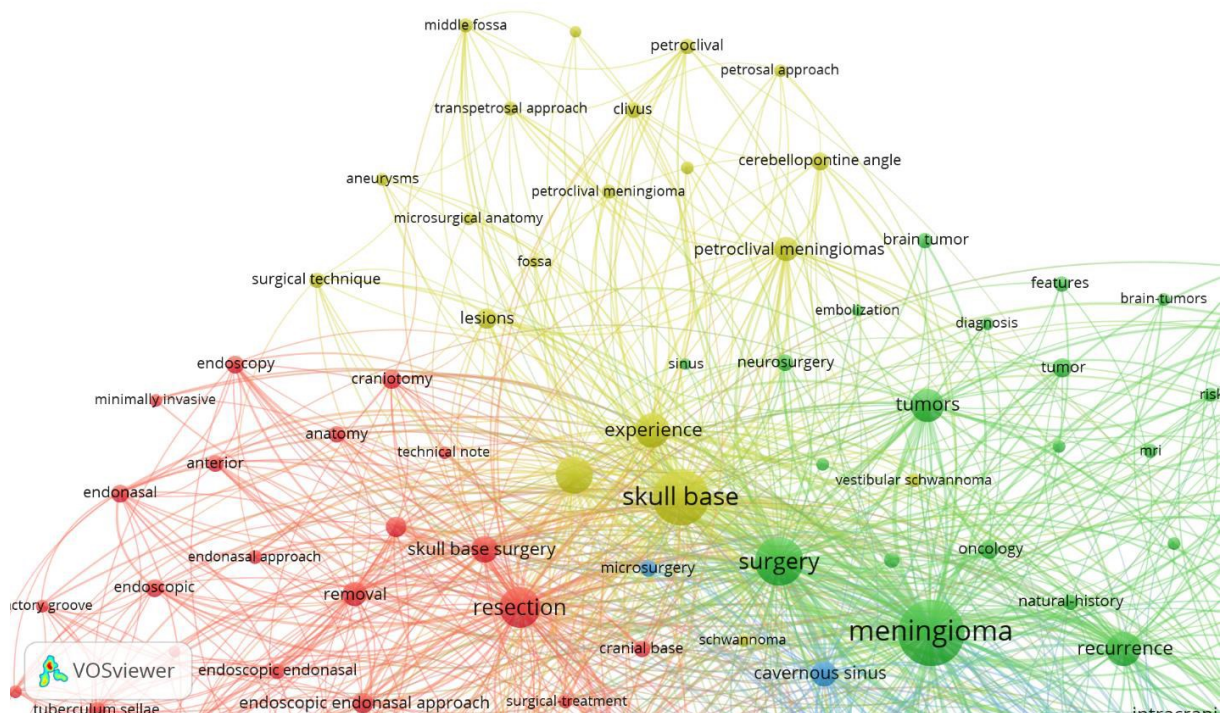 middle fossa
petroclival
petrosal approach
transpetrosal approach
clivus
cerebellopontine angle
aneurysms
petroclival meningioma
microsurgical anatomy
brain tumor
petroclival meningiomas
fossa
surgical technique
features
brain-tumors
embolization
lesions
diagnosis
endoscopy
sinus
neurosurgery
tumor
craniotomy
minimally invasive
risk
tumors
experience
anatomy
technical note
mri
anterior
vestibular schwannoma
endonasal
skull base
skull base surgery
oncology
endonasal approach
surgery
microsurgery
endoscopic
removal
natural-history
ctory groove
resection
meningioma
schwannoma
cranial base
recurrence
VOSviewer
endoscopic endonasal
cavernous sinus
endoscopic endonasal approach
surgical-treatment
tuberculum sellae